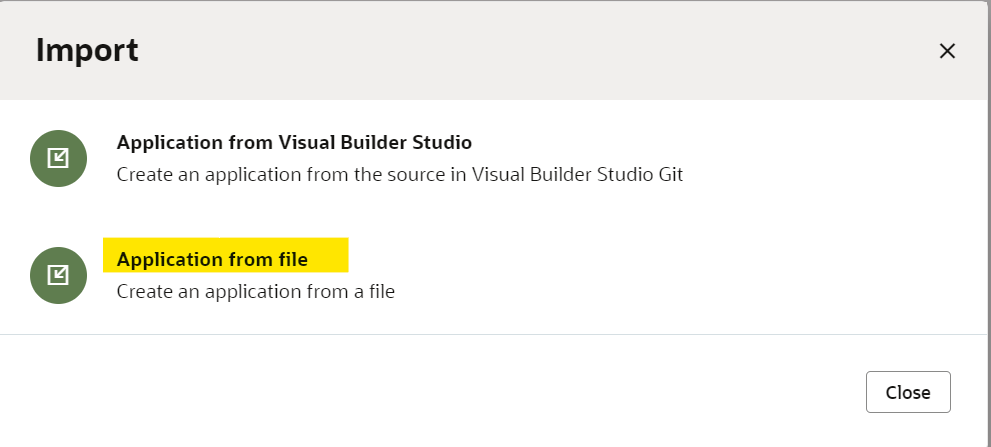 Import
Application from Visual Builder Studio
Create an application from the source in Visual Builder Studio Git
Application from file
Create an application from a file
Close